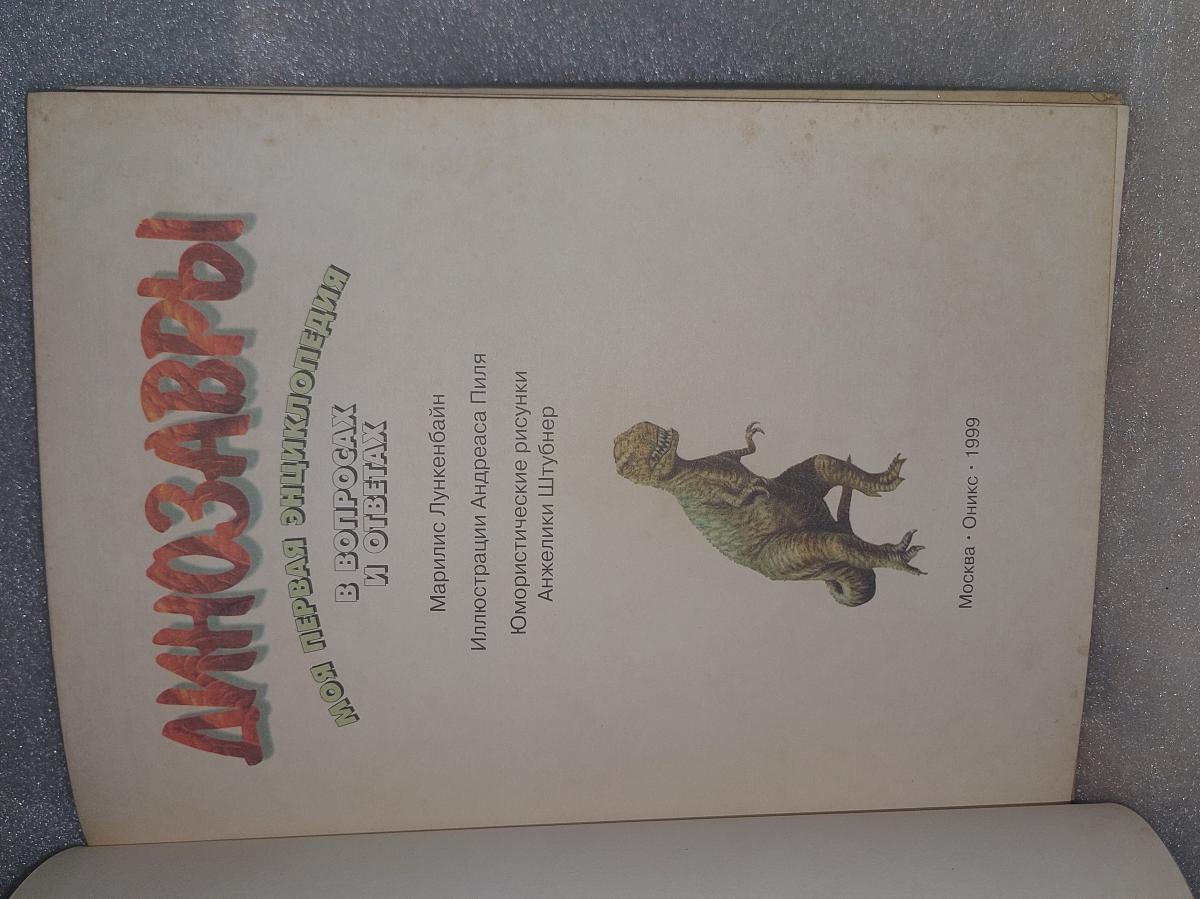 ДИНОЗАВРЫ
МОЯ ПЕРВАЯ ЭНЦИКЛОПЕДИЯ
В ВОПРОСАХ
И ОТВЕТАХ
Марилис Лункенбайн
Иллюстрации Андреаса Пиля
Юмористические рисунки
Анжелики Штубнер
Москва • Оникс • 1999